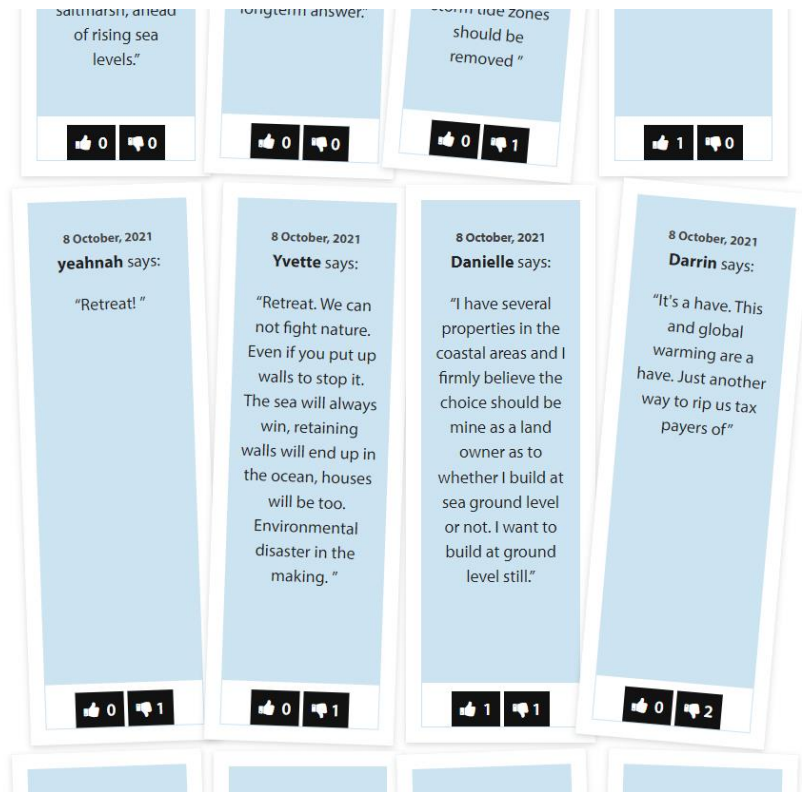 saltmarsh, ahead
of rising sea
levels."
0 0
longterm answer."
0 0
storm tide zones
should be
removed "
0 1
1 0
8 October, 2021
yeahnah says:
"Retreat! "
0 1
8 October, 2021
Yvette says:
"Retreat. We can
not fight nature.
Even if you put up
walls to stop it.
The sea will always
win, retaining
walls will end up in
the ocean, houses
will be too.
Environmental
disaster in the
making. "
0 1
8 October, 2021
Danielle says:
"I have several
properties in the
coastal areas and I
firmly believe the
choice should be
mine as a land
owner as to
whether I build at
sea ground level
or not. I want to
build at ground
level still."
1 1
8 October, 2021
Darrin says:
"It's a have. This
and global
warming are a
have. Just another
way to rip us tax
payers of"
0 2